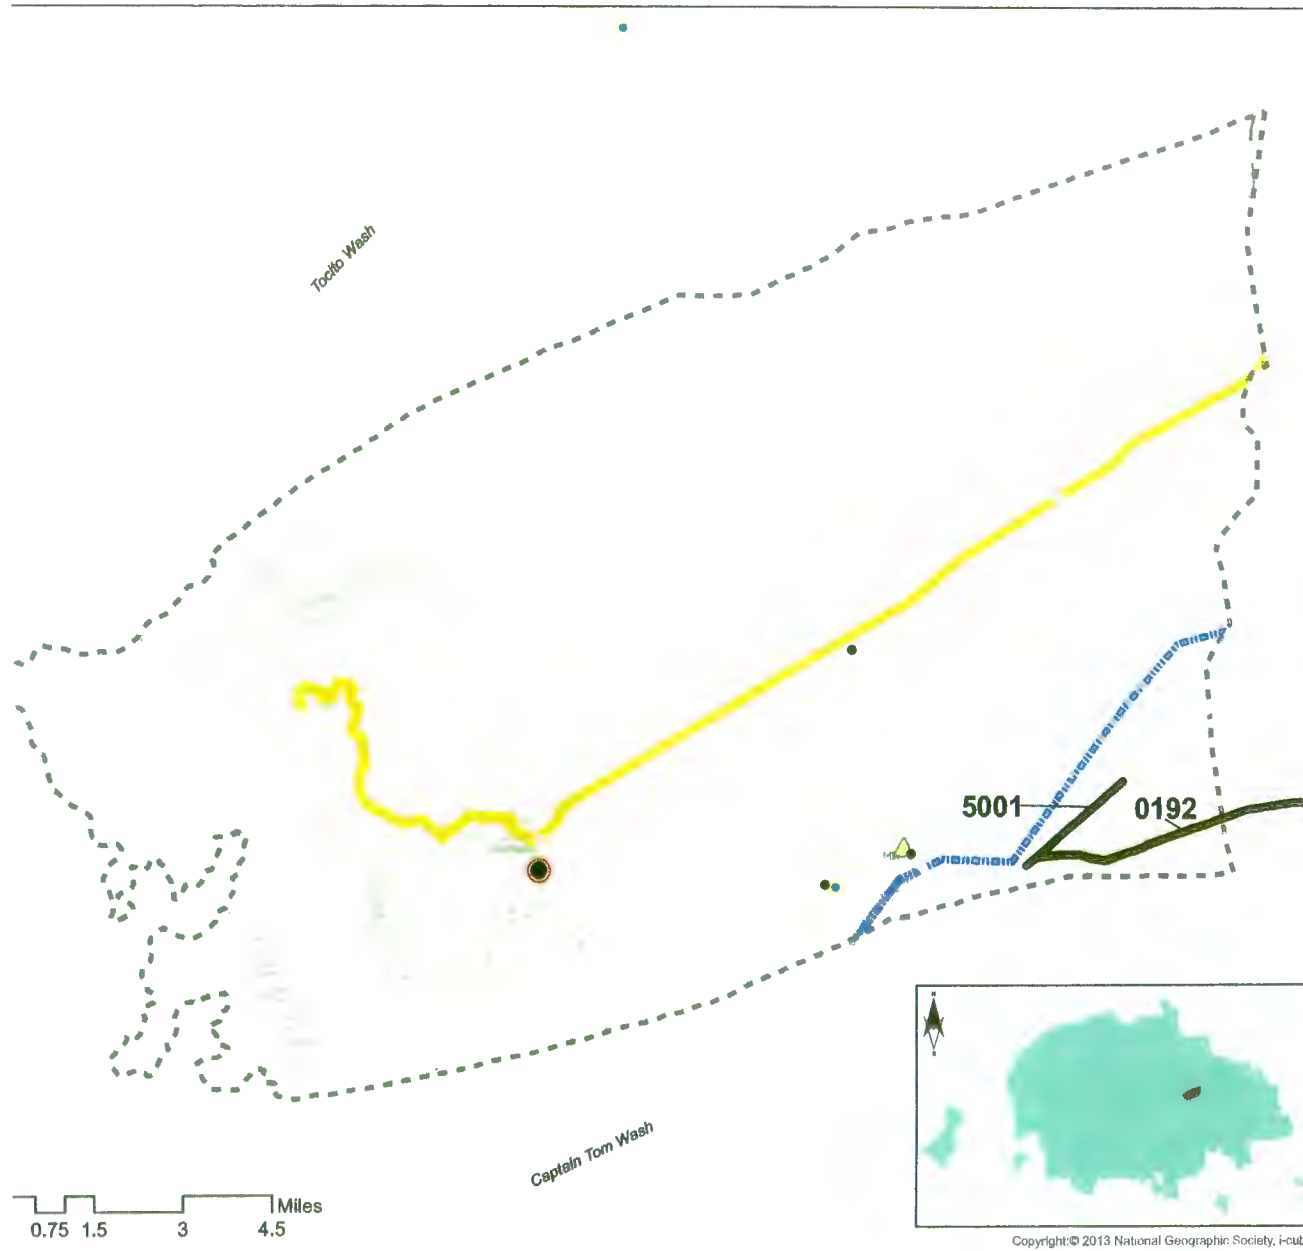 Tocito Wash
5001
0192
Captain Tom Wash
Miles
0.75 1.5 3 4.5
Copyright:© 2013 National Geographic Society, i-cub